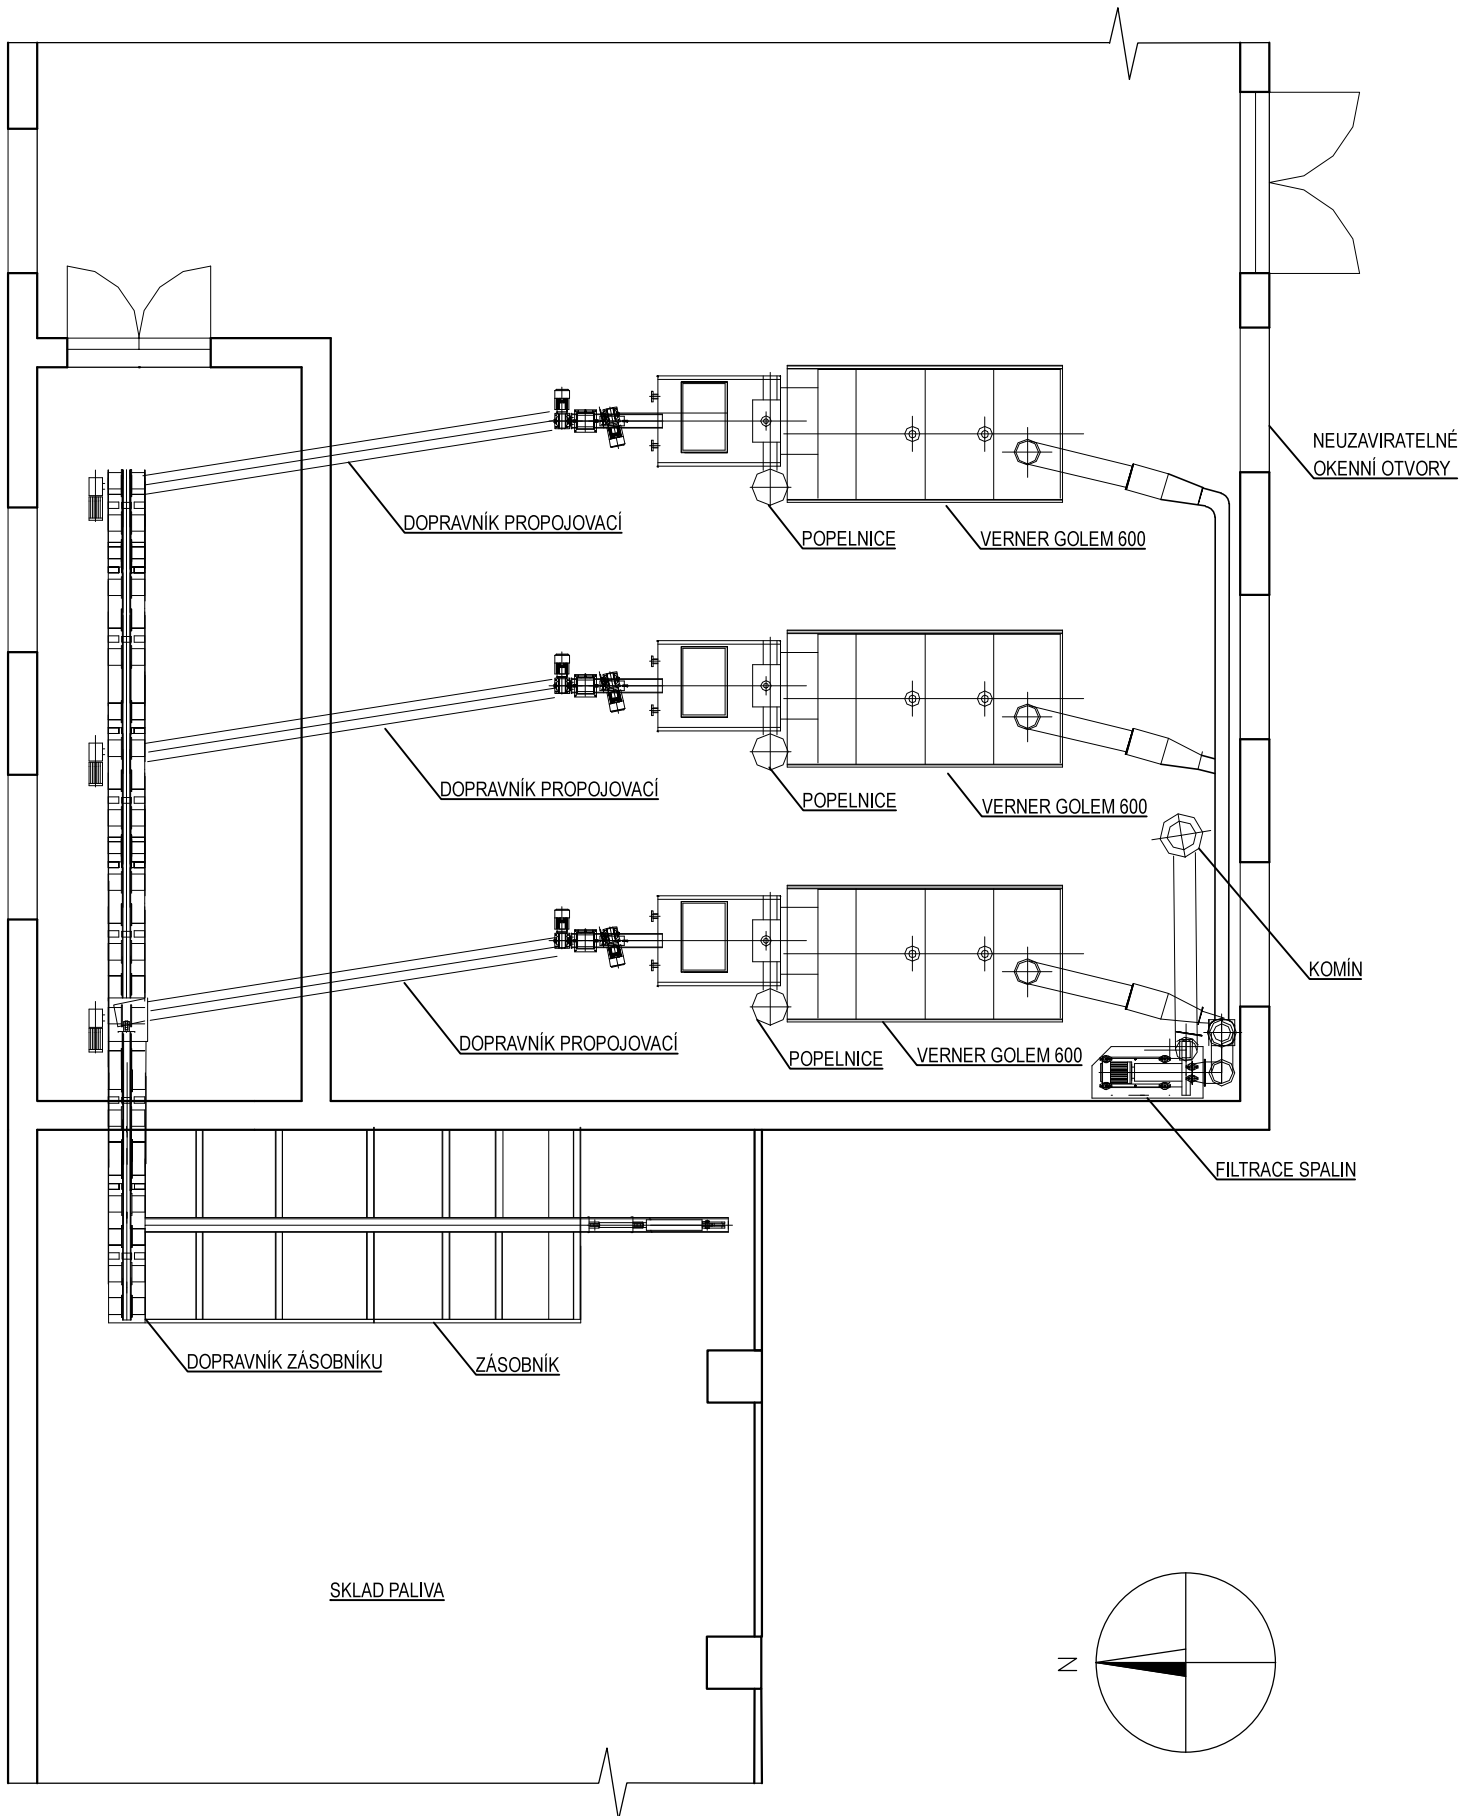 NEUZAVIRATELNÉ
OKENNÍ OTVORY
DOPRAVNÍK PROPOJOVACÍ
POPELNICE
VERNER GOLEM 600
DOPRAVNÍK PROPOJOVACÍ
POPELNICE
VERNER GOLEM 600
KOMÍN
DOPRAVNÍK PROPOJOVACÍ
POPELNICE
VERNER GOLEM 600
FILTRACE SPALIN
DOPRAVNÍK ZÁSOBNÍKU
ZÁSOBNÍK
SKLAD PALIVA
N